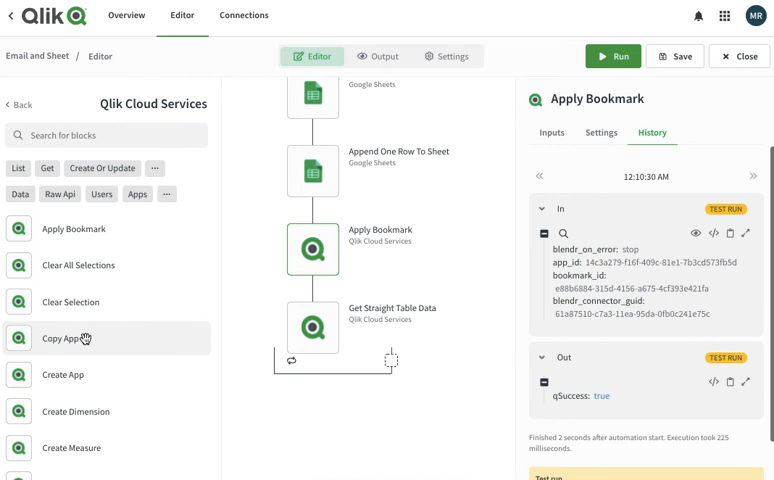 Qlik
Overview
Editor
Connections
MR
Email and Sheet / Editor
Editor
Output
Settings
Run
Save
Close
Back
Qlik Cloud Services
Search for blocks
List
Get
Create Or Update
...
Data
Raw Api
Users
Apps
...
Apply Bookmark
Clear All Selections
Clear Selection
Copy App
Create App
Create Dimension
Create Measure
Google Sheets
Append One Row To Sheet
Google Sheets
Apply Bookmark
Qlik Cloud Services
Get Straight Table Data
Qlik Cloud Services
Apply Bookmark
Inputs
Settings
History
12:10:30 AM
In
TEST RUN
blendr_on_error: stop
app_id: 14c3a279-f16f-409c-81e1-7b3cd573fb5d
bookmark_id:
e88b6884-315d-4156-a675-4cf393e421fa
blendr_connector_guid:
61a87510-c7a3-11ea-95da-0fb0c241e75c
Out
TEST RUN
qSuccess: true
Finished 2 seconds after automation start. Execution took 225
milliseconds.
Test run